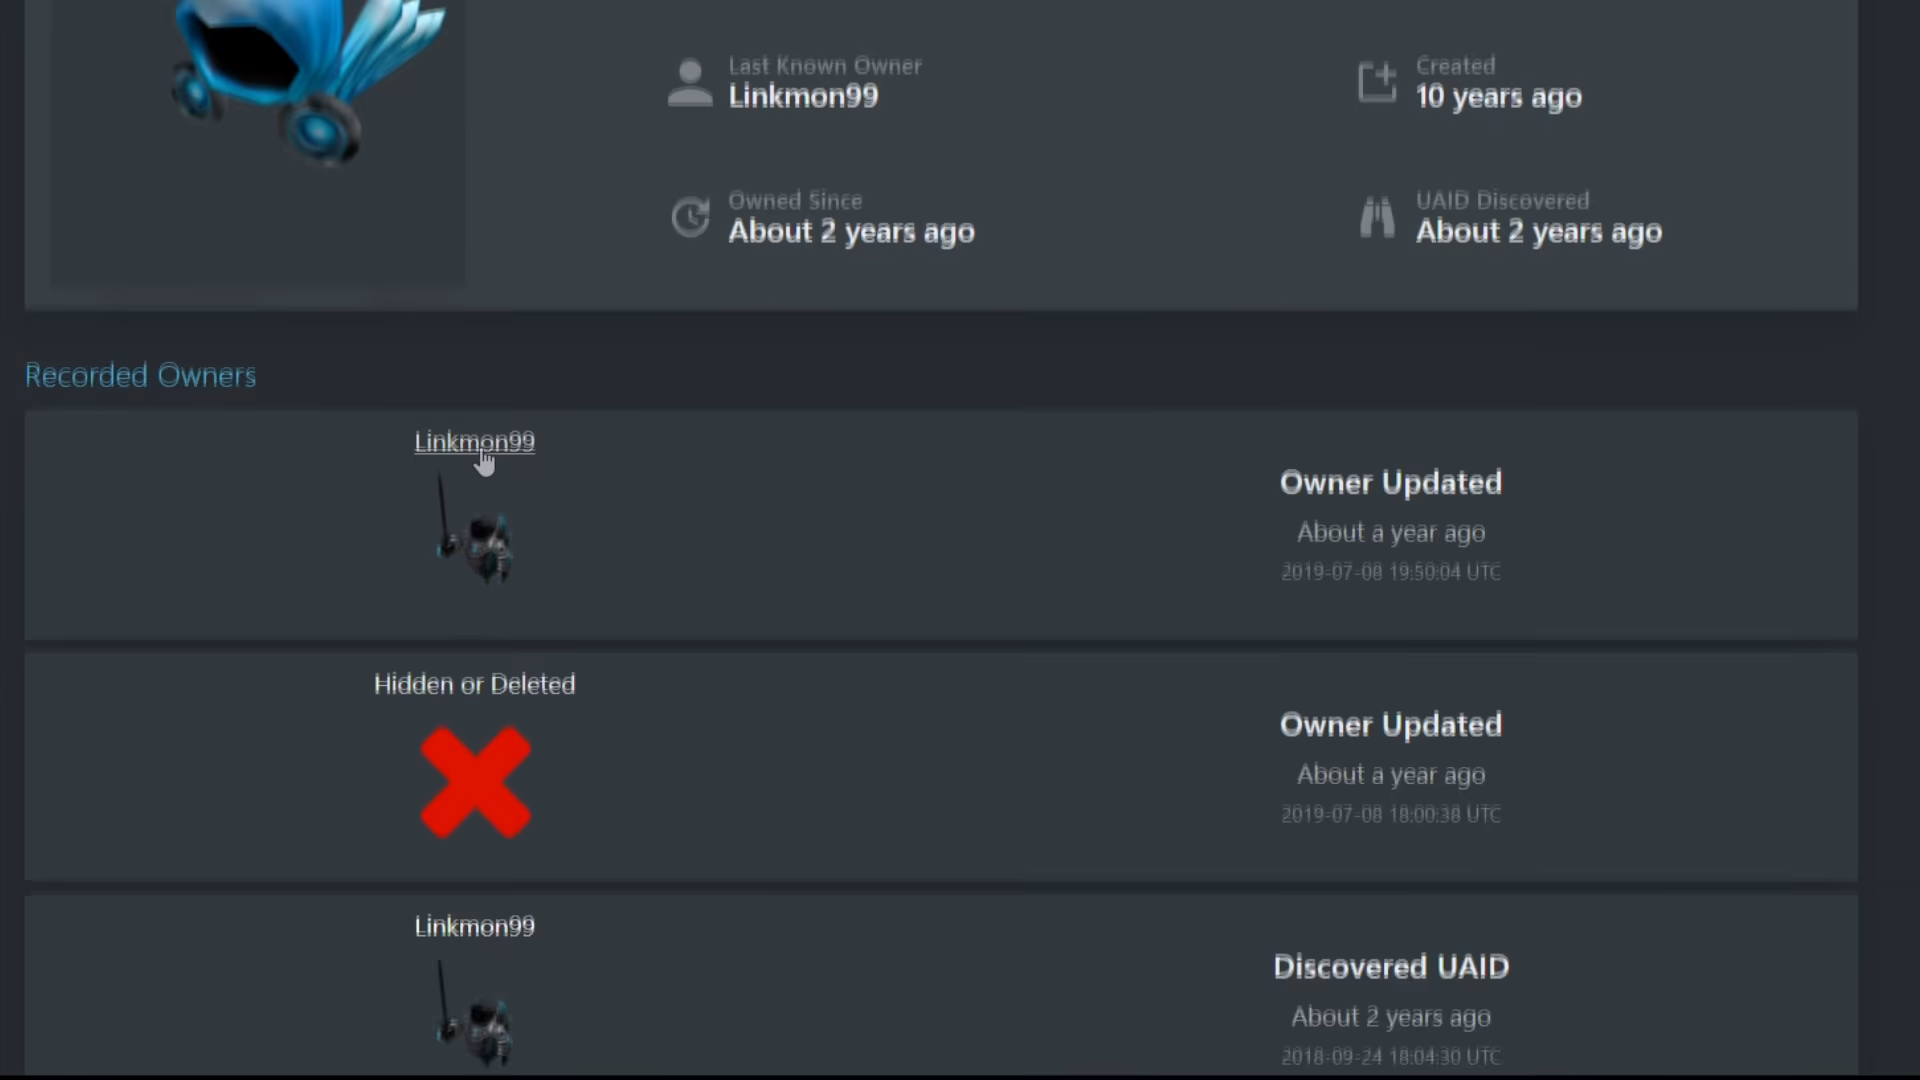 Last Known Owner
Linkmon99
Created
10 years ago
Owned Since
About 2 years ago
UAID Discovered
About 2 years ago
Recorded Owners
Linkmon99
Owner Updated
About a year ago
2019-07-08 19:50:04 UTC
Hidden or Deleted
Owner Updated
About a year ago
2019-07-08 18:00:38 UTC
Linkmon99
Discovered UAID
About 2 years ago
2018-09-24 18:04:30 UTC